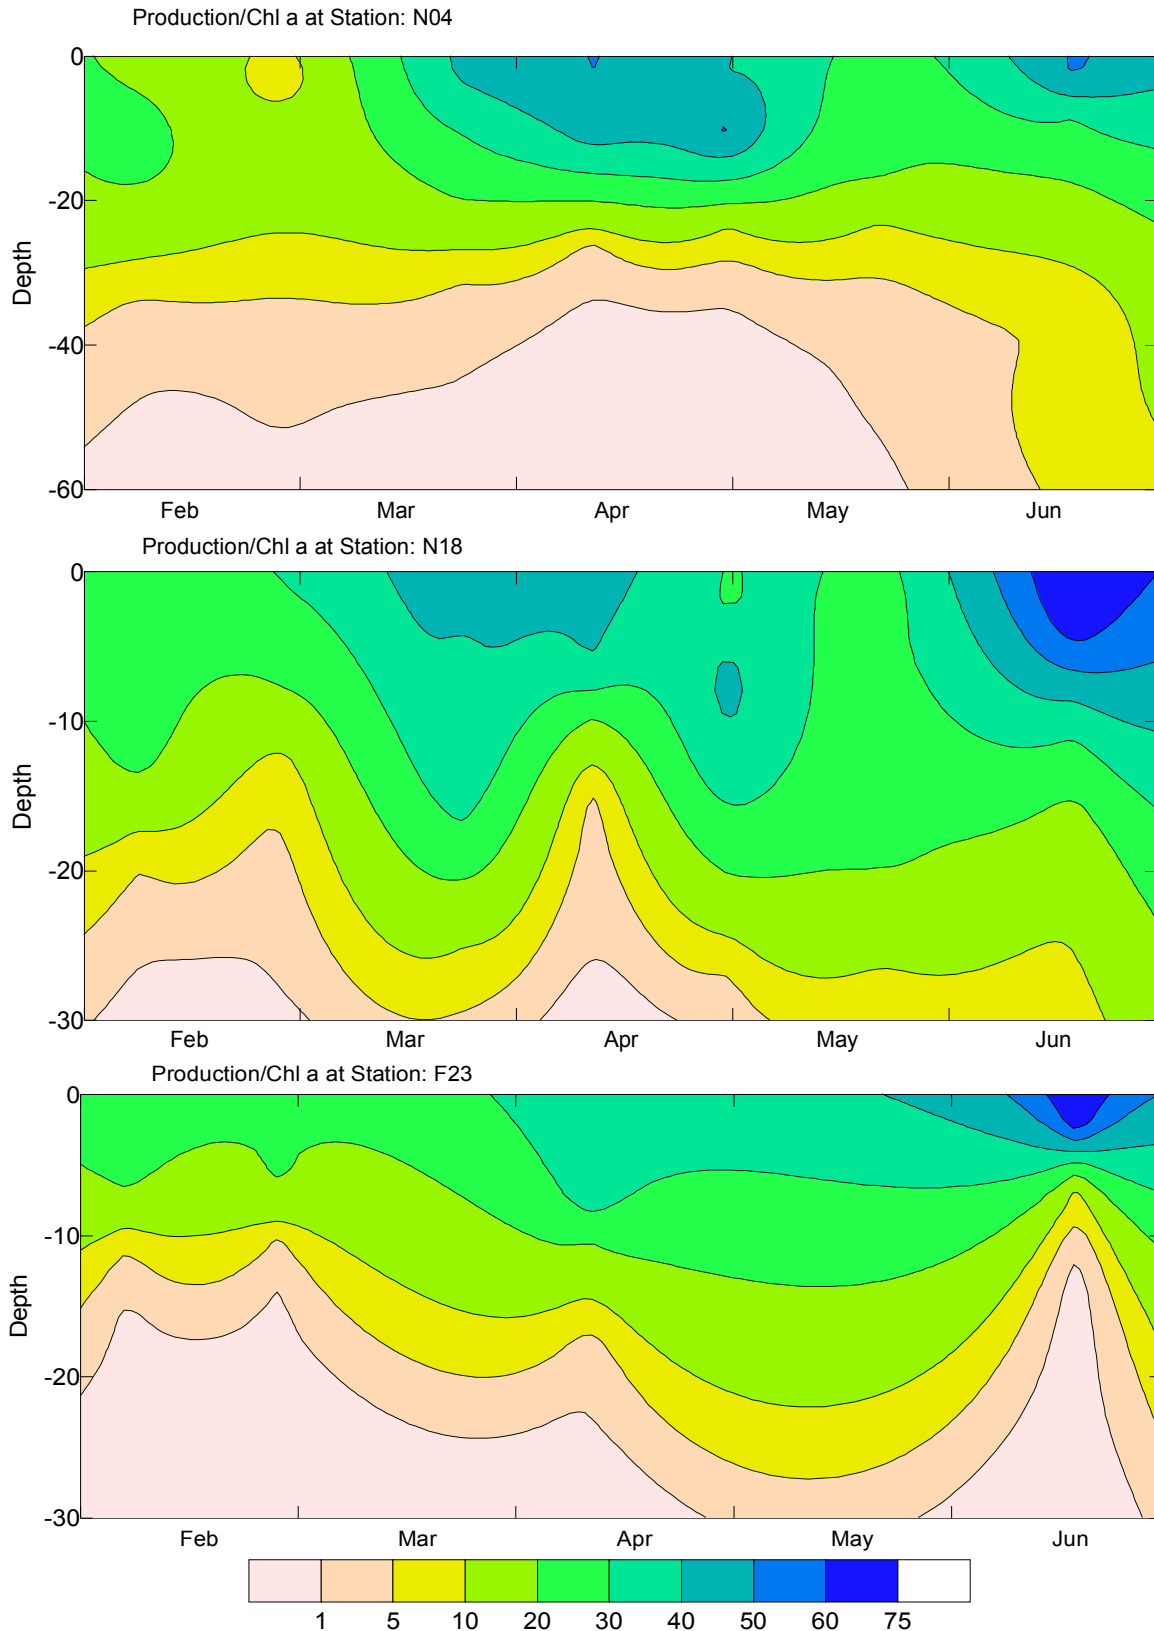 Production/Chl a at Station: N04
0
-20
-40
-60
Depth
Feb Mar Apr May Jun
Production/Chl a at Station: N18
0
-10
-20
-30
Depth
Feb Mar Apr May Jun
Production/Chl a at Station: F23
0
-10
-20
-30
Depth
Feb Mar Apr May Jun
1 5 10 20 30 40 50 60 75